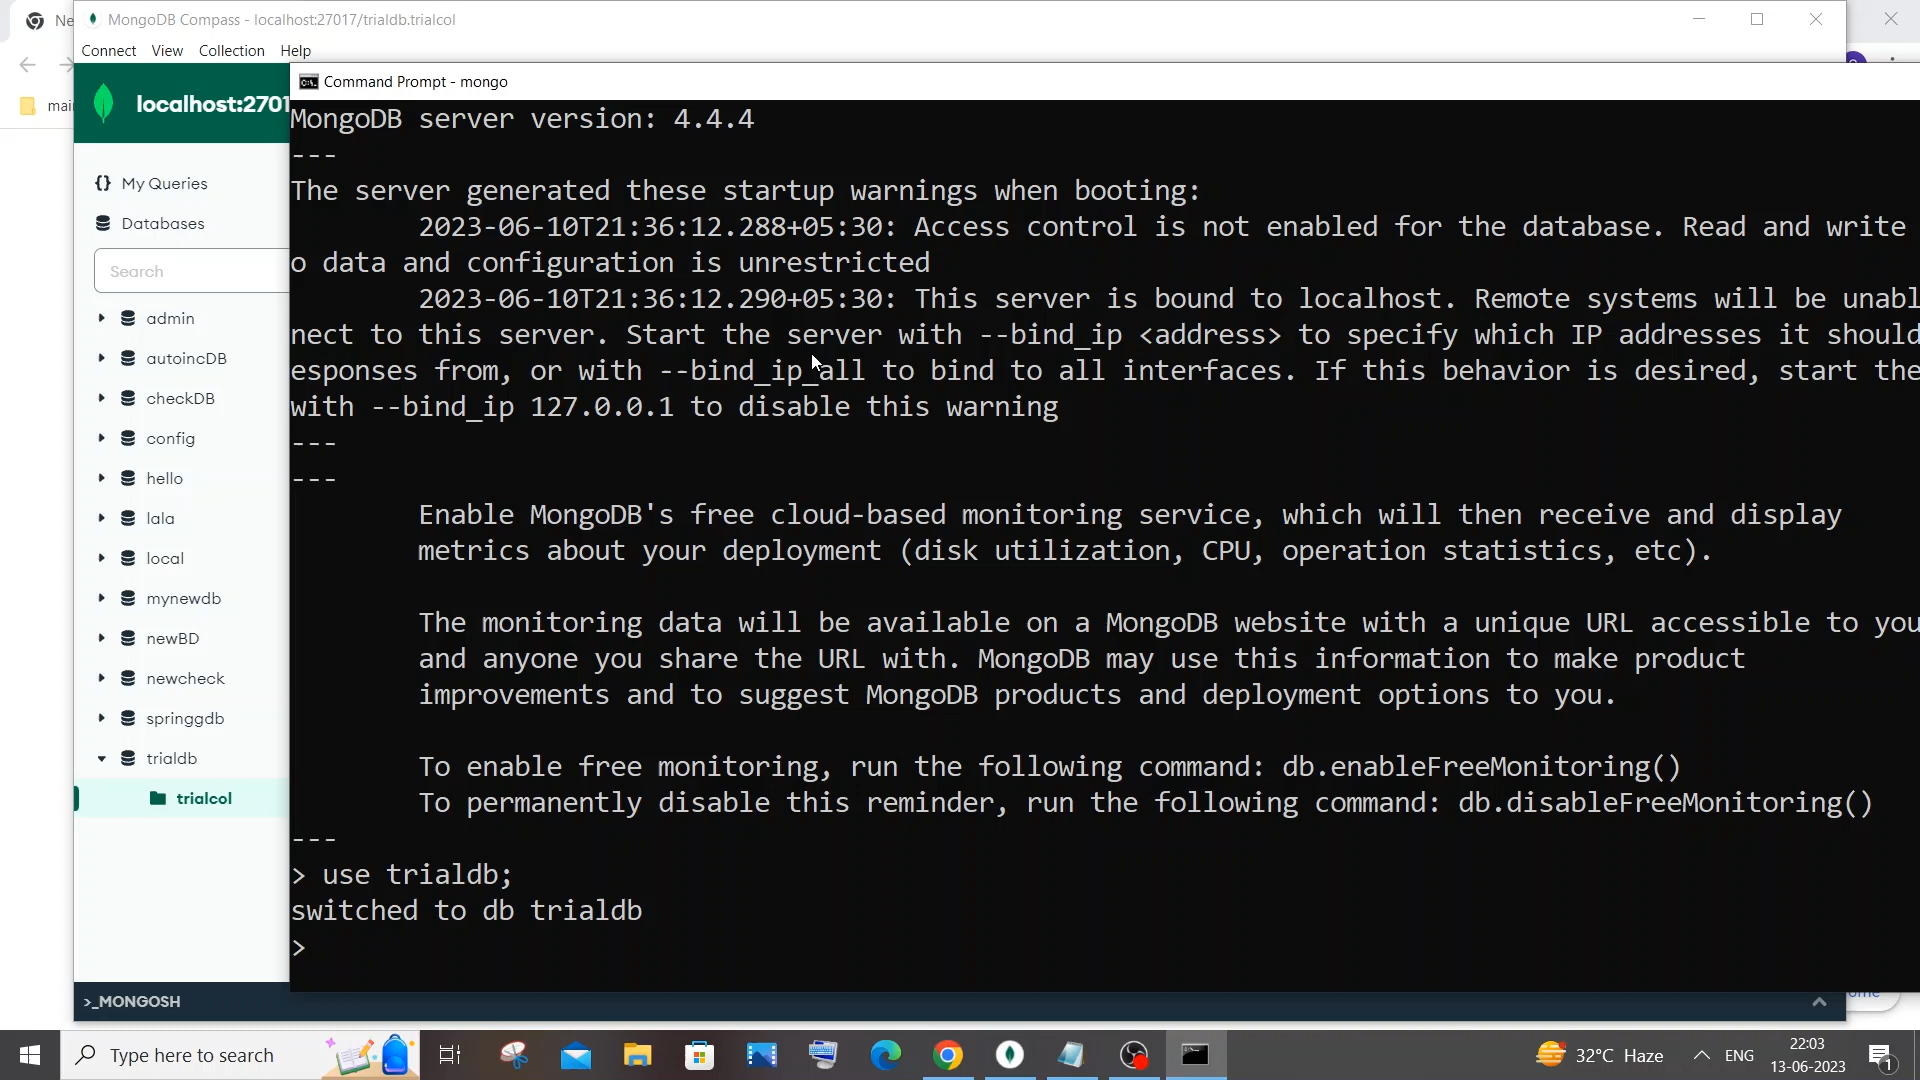 Ne
MongoDB Compass - localhost:27017/trialdb.trialcol
Connect View Collection Help
localhost:2701
{} My Queries
Databases
Search
admin
autoincDB
checkDB
config
hello
lala
local
mynewdb
newBD
newcheck
springgdb
trialdb
trialcol
>_MONGOSH
Command Prompt - mongo
MongoDB server version: 4.4.4
---
The server generated these startup warnings when booting:
2023-06-10T21:36:12.288+05:30: Access control is not enabled for the database. Read and write
o data and configuration is unrestricted
2023-06-10T21:36:12.290+05:30: This server is bound to localhost. Remote systems will be unabl
nect to this server. Start the server with --bind_ip <address> to specify which IP addresses it should
esponses from, or with --bind_ip_all to bind to all interfaces. If this behavior is desired, start the
with --bind_ip 127.0.0.1 to disable this warning
---
---
Enable MongoDB's free cloud-based monitoring service, which will then receive and display
metrics about your deployment (disk utilization, CPU, operation statistics, etc).
The monitoring data will be available on a MongoDB website with a unique URL accessible to you
and anyone you share the URL with. MongoDB may use this information to make product
improvements and to suggest MongoDB products and deployment options to you.
To enable free monitoring, run the following command: db.enableFreeMonitoring()
To permanently disable this reminder, run the following command: db.disableFreeMonitoring()
---
> use trialdb;
switched to db trialdb
>
Type here to search
32°C Haze
ENG
22:03
13-06-2023
1